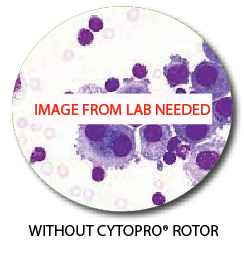 IMAGE FROM LAB NEEDED
WITHOUT CYTOPRO® ROTOR